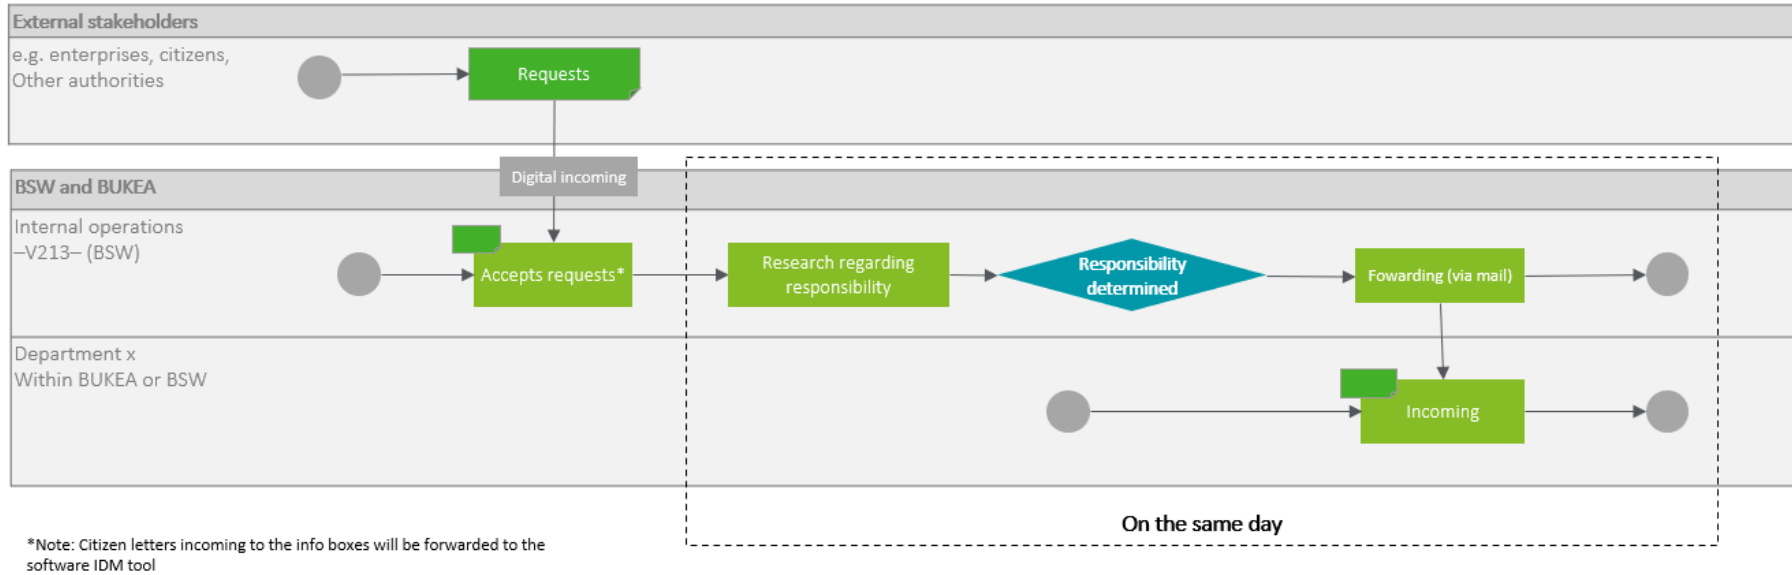 External stakeholders
e.g. enterprises, citizens,
Other authorities
Requests
Digital incoming
BSW and BUKEA
Internal operations
–V213– (BSW)
Accepts requests*
Research regarding
responsibility
Responsibility
determined
Fowarding (via mail)
Department x
Within BUKEA or BSW
Incoming
On the same day
*Note: Citizen letters incoming to the info boxes will be forwarded to the
software IDM tool